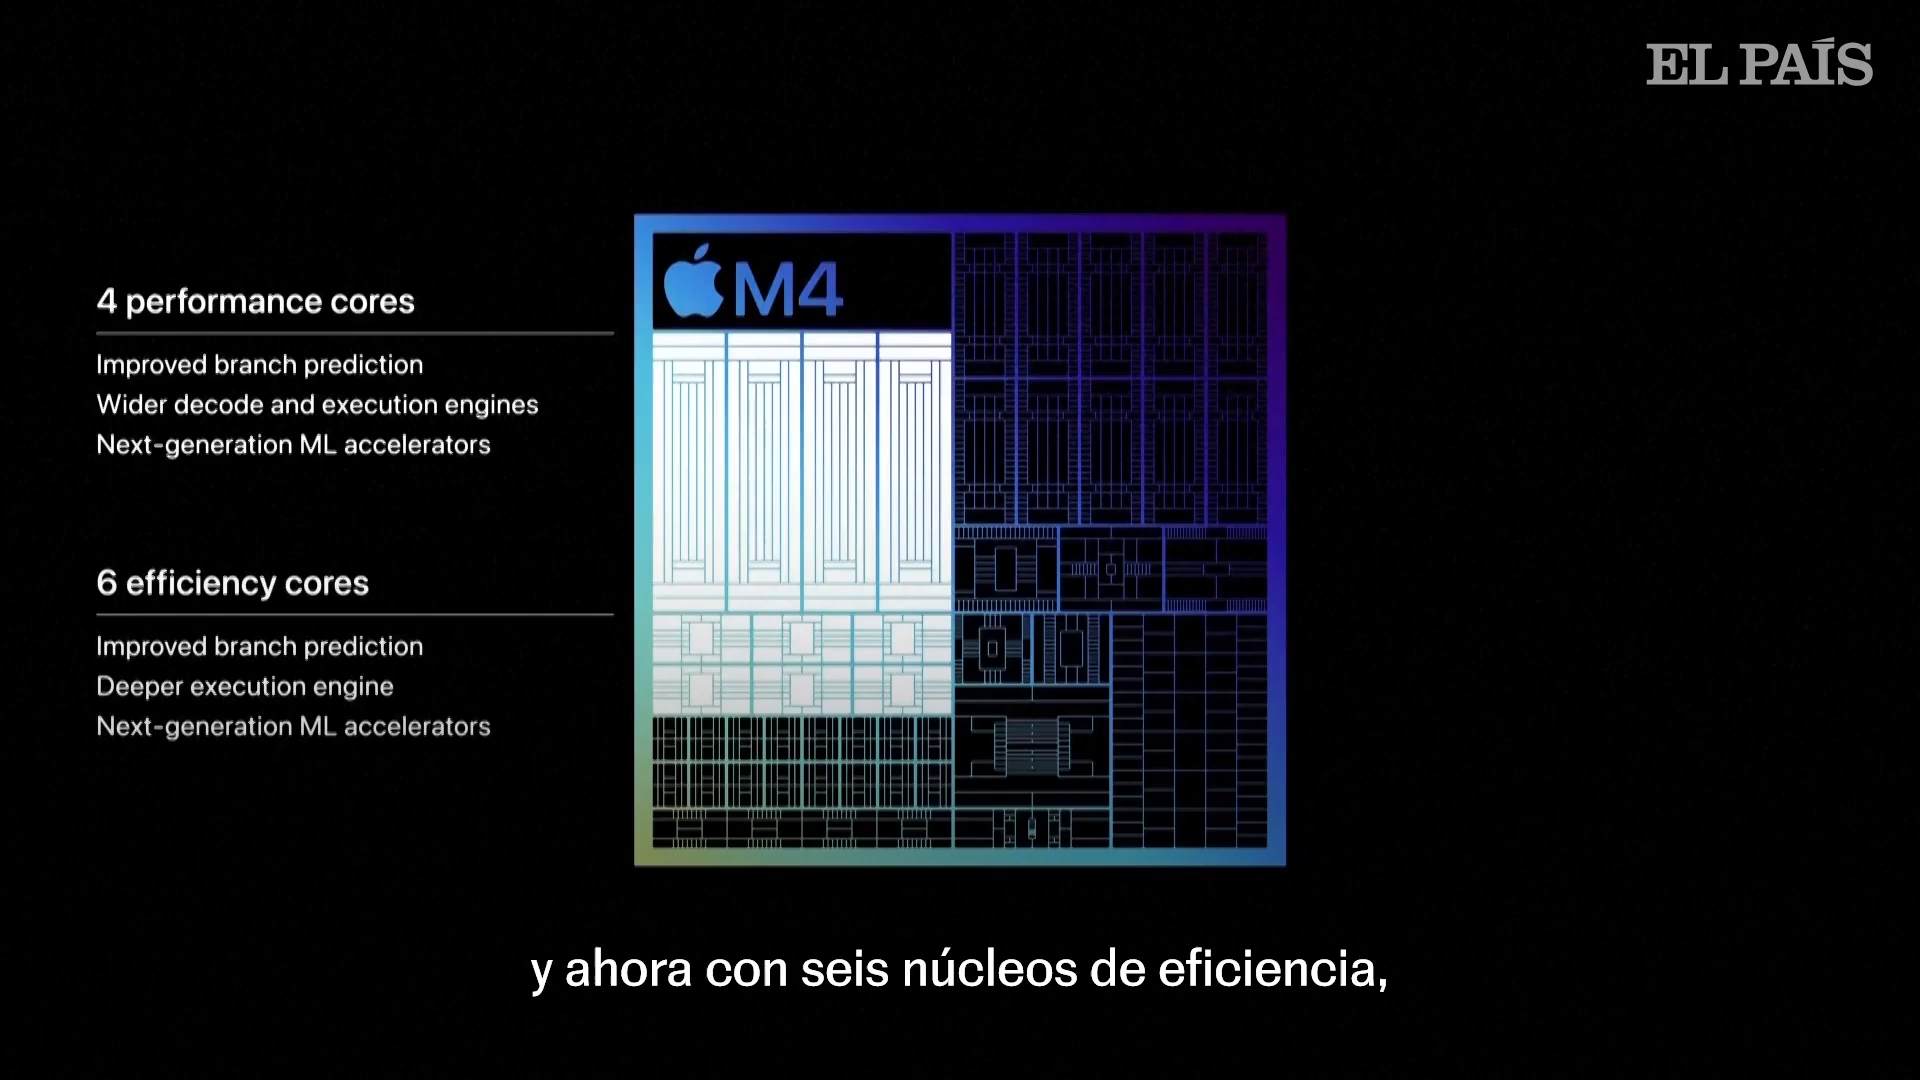 EL PAÍS
M4
4 performance cores
Improved branch prediction
Wider decode and execution engines
Next-generation ML accelerators
6 efficiency cores
Improved branch prediction
Deeper execution engine
Next-generation ML accelerators
y ahora con seis núcleos de eficiencia,